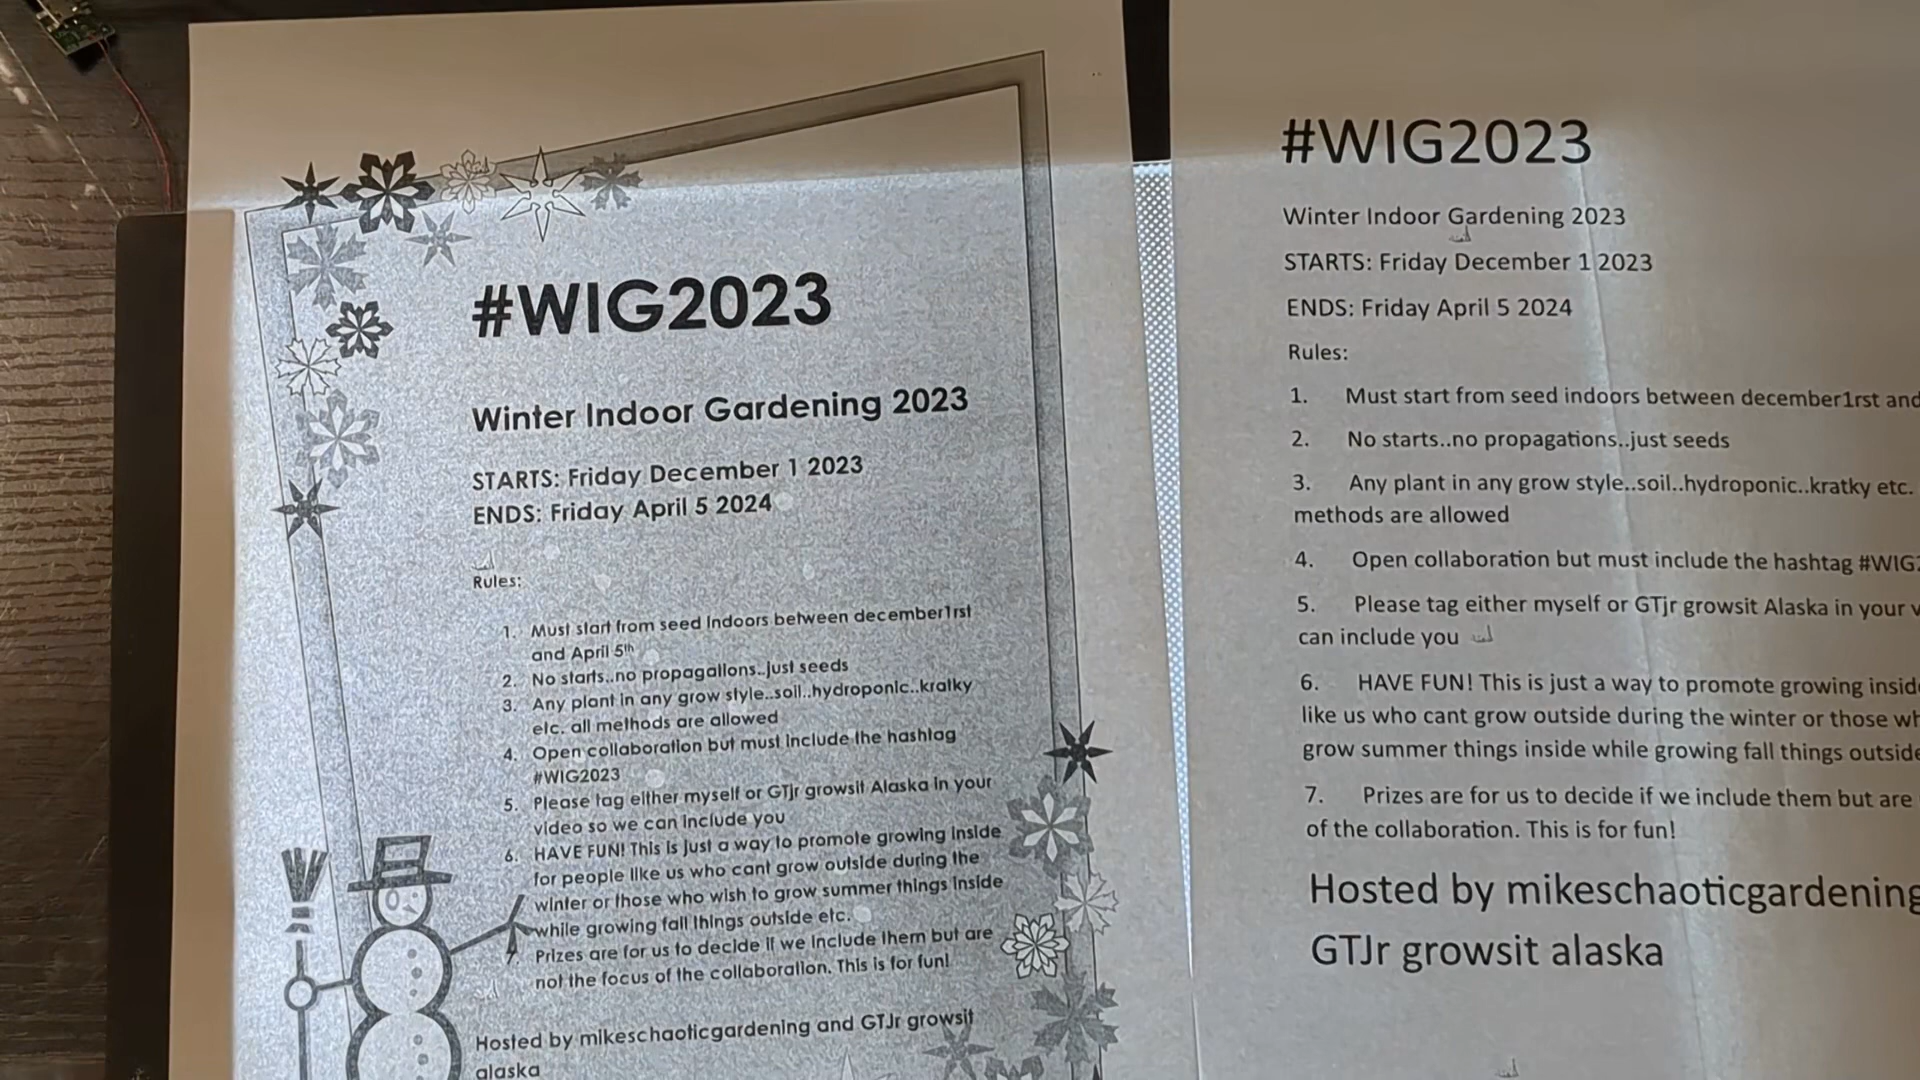 #WIG2023
Winter Indoor Gardening 2023
STARTS: Friday December 1 2023
ENDS: Friday April 5 2024
Rules:
1. Must start from seed indoors between december1rst
and April 5th
2. No starts..no propagations..just seeds
3. Any plant in any grow style..soil..hydroponic..kratky
etc. all methods are allowed
4. Open collaboration but must include the hashtag
#WIG2023
5. Please tag either myself or GTjr growsit Alaska in your
video so we can include you
6. HAVE FUN! This is just a way to promote growing inside
for people like us who cant grow outside during the
winter or those who wish to grow summer things inside
while growing fall things outside etc.
7. Prizes are for us to decide if we include them but are
not the focus of the collaboration. This is for fun!
Hosted by mikeschaoticgardening and GTJr growsit
alaska
#WIG2023
Winter Indoor Gardening 2023
STARTS: Friday December 1 2023
ENDS: Friday April 5 2024
Rules:
1. Must start from seed indoors between december1rst and
2. No starts..no propagations..just seeds
3. Any plant in any grow style..soil..hydroponic..kratky etc.
methods are allowed
4. Open collaboration but must include the hashtag #WIG
5. Please tag either myself or GTjr growsit Alaska in your
can include you
6. HAVE FUN! This is just a way to promote growing
like us who cant grow outside during the winter or those
grow summer things inside while growing fall things outside
7. Prizes are for us to decide if we include them but are
of the collaboration. This is for fun!
Hosted by mikeschaoticgardening
GTJr growsit alaska